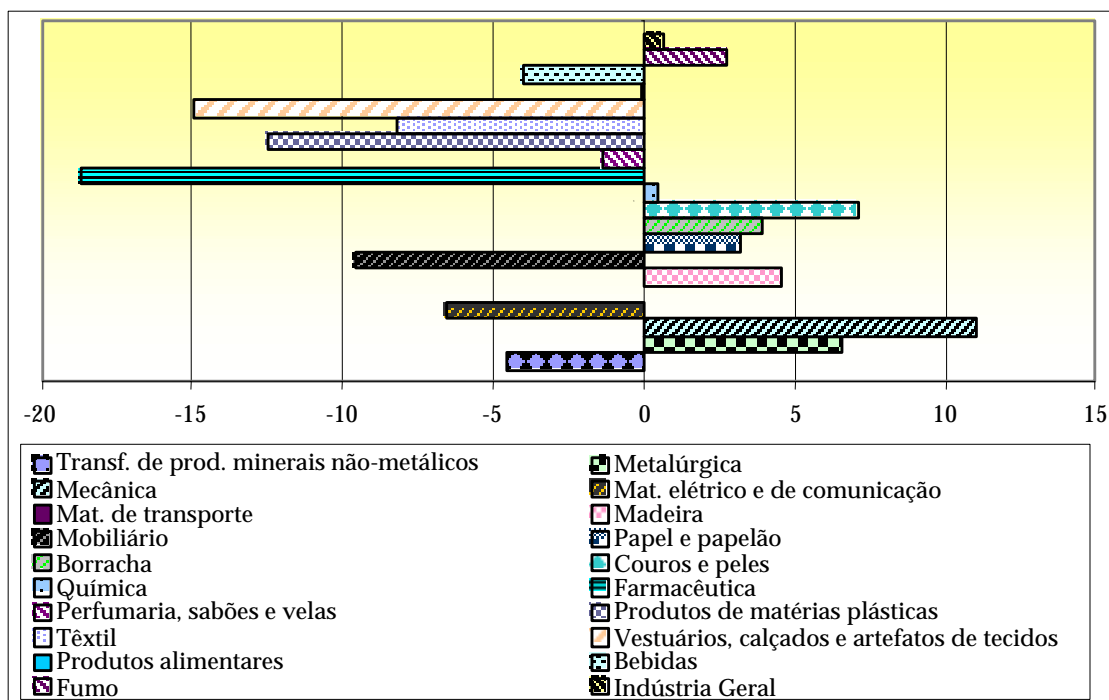 -20 -15 -10 -5 0 5 10 15
Transf. de prod. minerais não-metálicos Metalúrgica
Mecânica Mat. elétrico e de comunicação
Mat. de transporte Madeira
Mobiliário Papel e papelão
Borracha Couros e peles
Química Farmacêutica
Perfumaria, sabões e velas Produtos de matérias plásticas
Têxtil Vestuários, calçados e artefatos de tecidos
Produtos alimentares Bebidas
Fumo Indústria Geral